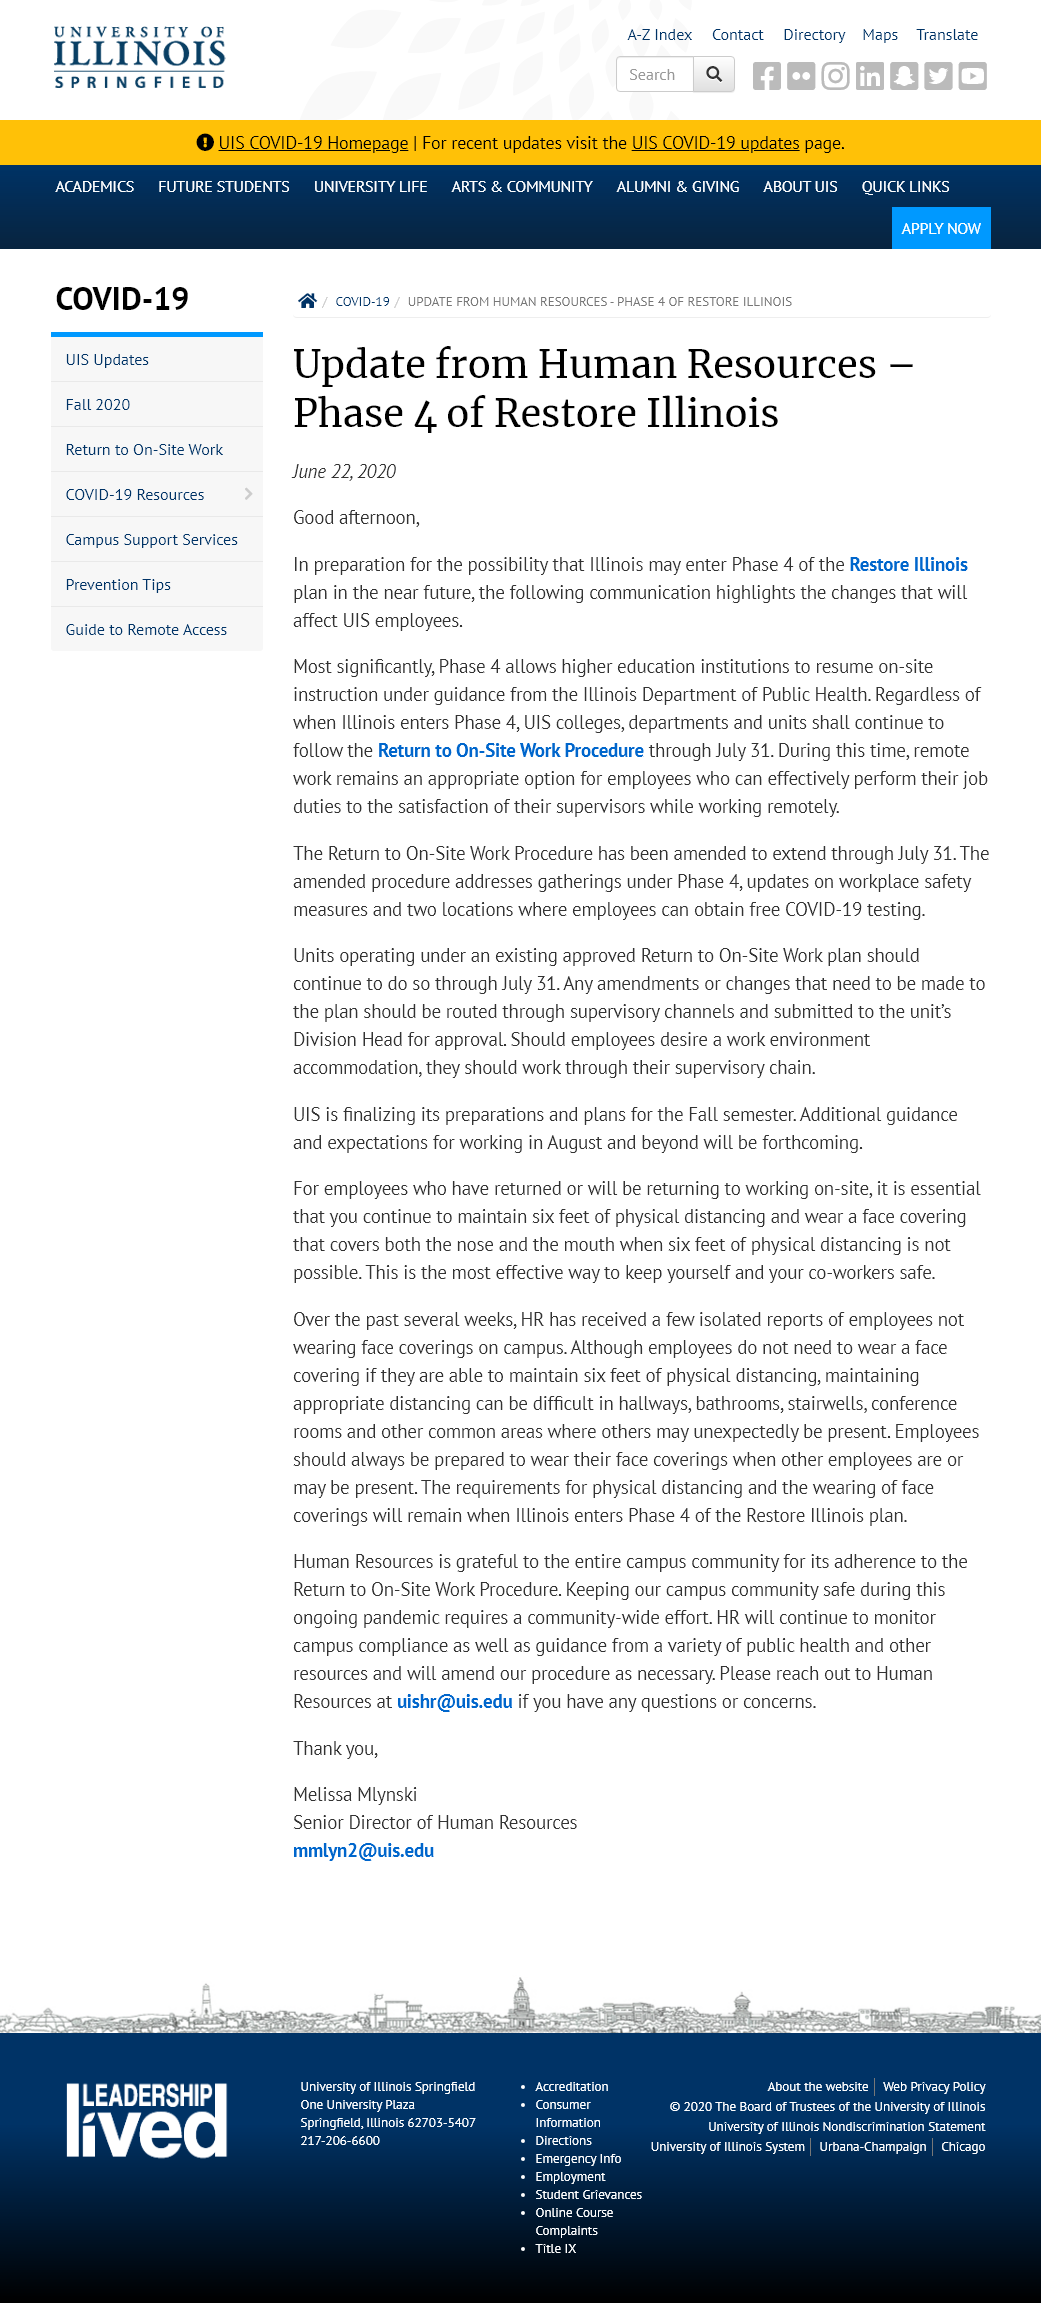 UNIVERSITY OF
ILLINOIS
SPRINGFIELD
A-Z Index Contact Directory Maps Translate
Search
UIS COVID-19 Homepage | For recent updates visit the UIS COVID-19 updates page.
ACADEMICS FUTURE STUDENTS UNIVERSITY LIFE ARTS & COMMUNITY ALUMNI & GIVING ABOUT UIS QUICK LINKS
APPLY NOW
COVID-19
UIS Updates
Fall 2020
Return to On-Site Work
COVID-19 Resources
Campus Support Services
Prevention Tips
Guide to Remote Access
/ COVID-19 / UPDATE FROM HUMAN RESOURCES - PHASE 4 OF RESTORE ILLINOIS
Update from Human Resources –
Phase 4 of Restore Illinois
June 22, 2020
Good afternoon,
In preparation for the possibility that Illinois may enter Phase 4 of the Restore Illinois
plan in the near future, the following communication highlights the changes that will
affect UIS employees.
Most significantly, Phase 4 allows higher education institutions to resume on-site
instruction under guidance from the Illinois Department of Public Health. Regardless of
when Illinois enters Phase 4, UIS colleges, departments and units shall continue to
follow the Return to On-Site Work Procedure through July 31. During this time, remote
work remains an appropriate option for employees who can effectively perform their job
duties to the satisfaction of their supervisors while working remotely.
The Return to On-Site Work Procedure has been amended to extend through July 31. The
amended procedure addresses gatherings under Phase 4, updates on workplace safety
measures and two locations where employees can obtain free COVID-19 testing.
Units operating under an existing approved Return to On-Site Work plan should
continue to do so through July 31. Any amendments or changes that need to be made to
the plan should be routed through supervisory channels and submitted to the unit’s
Division Head for approval. Should employees desire a work environment
accommodation, they should work through their supervisory chain.
UIS is finalizing its preparations and plans for the Fall semester. Additional guidance
and expectations for working in August and beyond will be forthcoming.
For employees who have returned or will be returning to working on-site, it is essential
that you continue to maintain six feet of physical distancing and wear a face covering
that covers both the nose and the mouth when six feet of physical distancing is not
possible. This is the most effective way to keep yourself and your co-workers safe.
Over the past several weeks, HR has received a few isolated reports of employees not
wearing face coverings on campus. Although employees do not need to wear a face
covering if they are able to maintain six feet of physical distancing, maintaining
appropriate distancing can be difficult in hallways, bathrooms, stairwells, conference
rooms and other common areas where others may unexpectedly be present. Employees
should always be prepared to wear their face coverings when other employees are or
may be present. The requirements for physical distancing and the wearing of face
coverings will remain when Illinois enters Phase 4 of the Restore Illinois plan.
Human Resources is grateful to the entire campus community for its adherence to the
Return to On-Site Work Procedure. Keeping our campus community safe during this
ongoing pandemic requires a community-wide effort. HR will continue to monitor
campus compliance as well as guidance from a variety of public health and other
resources and will amend our procedure as necessary. Please reach out to Human
Resources at uishr@uis.edu if you have any questions or concerns.
Thank you,
Melissa Mlynski
Senior Director of Human Resources
mmlyn2@uis.edu
LEADERSHIP
lived
University of Illinois Springfield
One University Plaza
Springfield, Illinois 62703-5407
217-206-6600
• Accreditation
• Consumer
Information
• Directions
• Emergency Info
• Employment
• Student Grievances
• Online Course
Complaints
• Title IX
About the website | Web Privacy Policy
© 2020 The Board of Trustees of the University of Illinois
University of Illinois Nondiscrimination Statement
University of Illinois System | Urbana-Champaign | Chicago